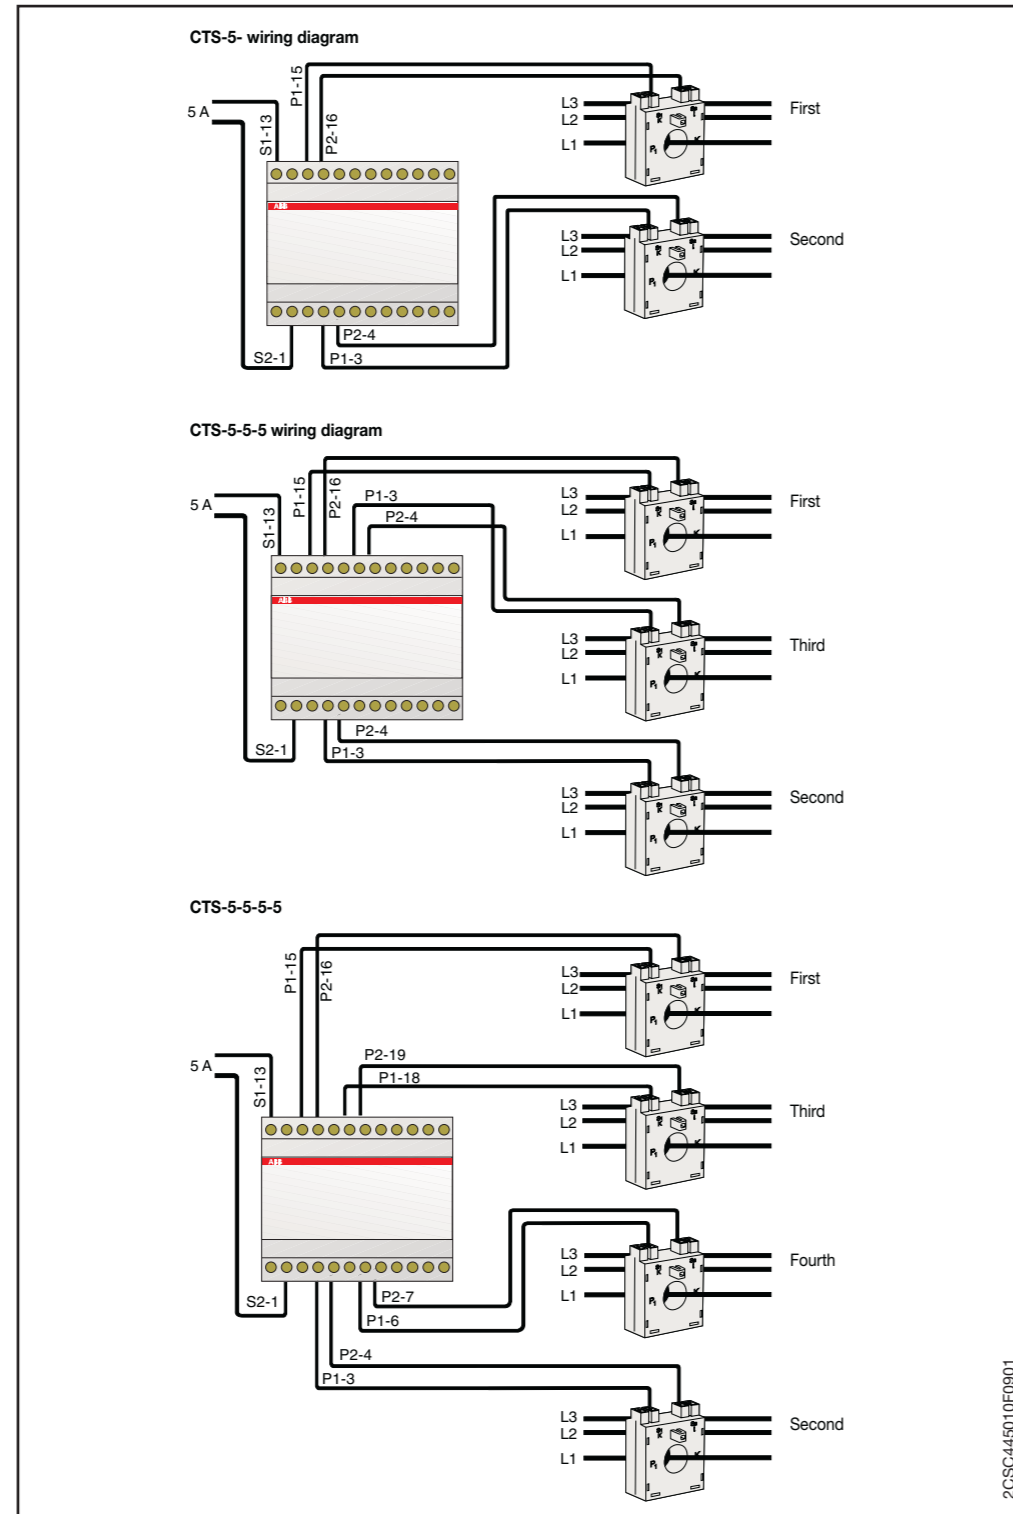 CTS-5- wiring diagram
5 A
S1-13
P1-15
P2-16
L3
L2
L1
First
ABB
L3
L2
L1
Second
P2-4
S2-1
P1-3
CTS-5-5-5 wiring diagram
5 A
S1-13
P1-15
P2-16
P1-3
P2-4
L3
L2
L1
First
ABB
L3
L2
L1
Third
P2-4
S2-1
P1-3
L3
L2
L1
Second
CTS-5-5-5-5
P1-15
P2-16
L3
L2
L1
First
5 A
S1-13
P2-19
P1-18
L3
L2
L1
Third
ABB
L3
L2
L1
Fourth
P2-7
S2-1
P1-6
P2-4
P1-3
L3
L2
L1
Second
2CSC445010F0901